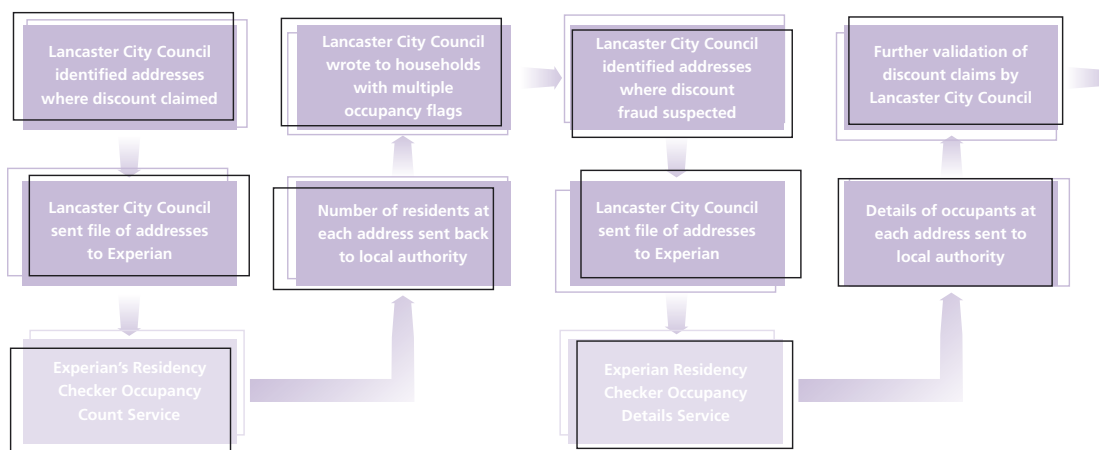 Lancaster City Council
identified addresses
where discount claimed
Lancaster City Council
sent file of addresses
to Experian
Experian's Residency
Checker Occupancy
Count Service
Number of residents at
each address sent back
to local authority
Lancaster City Council
wrote to households
with multiple
occupancy flags
Lancaster City Council
identified addresses
where discount
fraud suspected
Lancaster City Council
sent file of addresses
to Experian
Experian Residency
Checker Occupancy
Details Service
Details of occupants at
each address sent to
local authority
Further validation of
discount claims by
Lancaster City Council